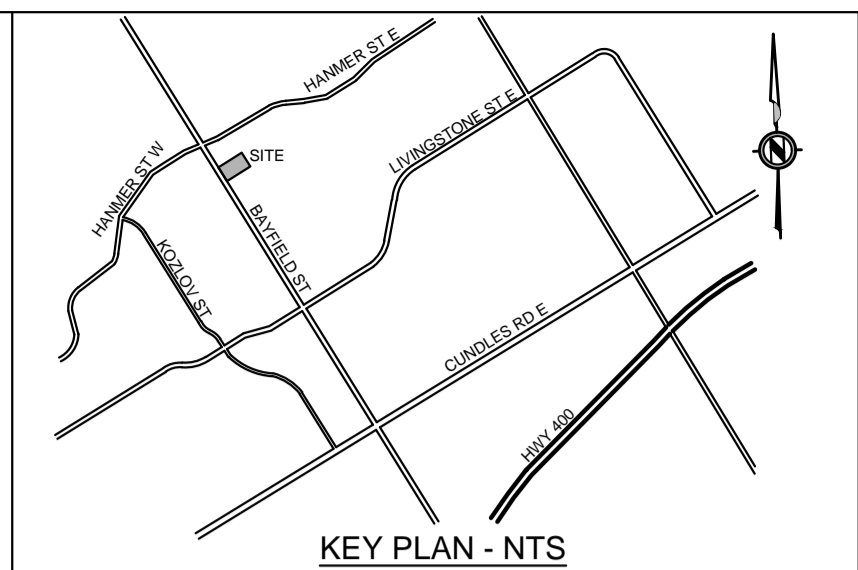 HANMER ST E
LIVINGSTONE ST E
SITE
HANMER ST W
N
BAYFIELD ST
KOZLOV ST
CUNDLES RD E
HWY 400
KEY PLAN - NTS